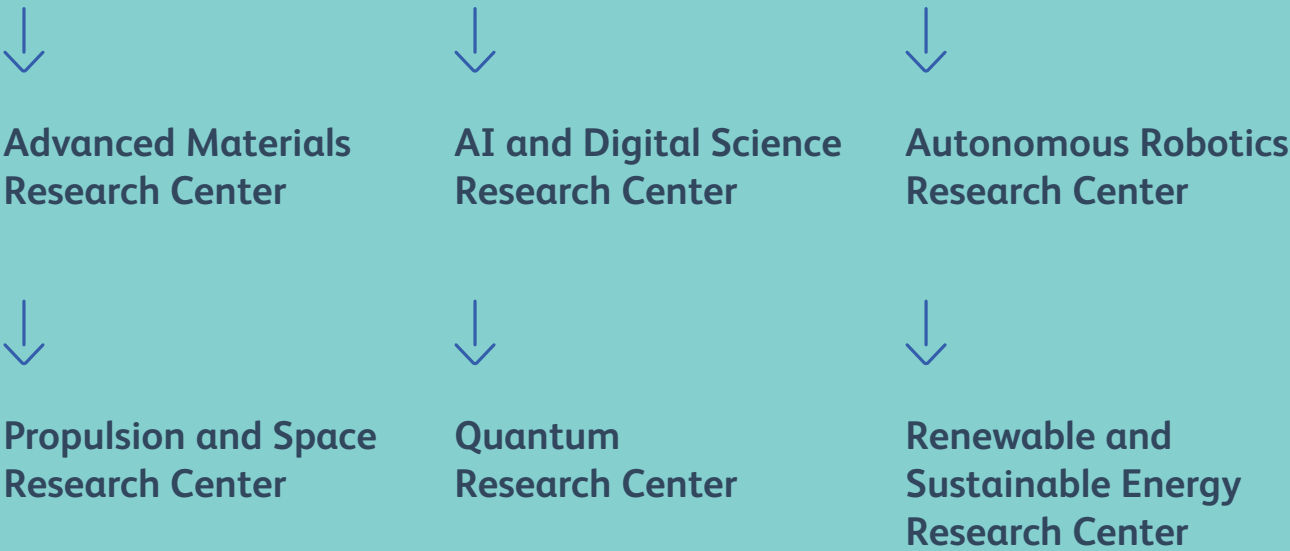 Advanced Materials
Research Center
AI and Digital Science
Research Center
Autonomous Robotics
Research Center
Propulsion and Space
Research Center
Quantum
Research Center
Renewable and
Sustainable Energy
Research Center